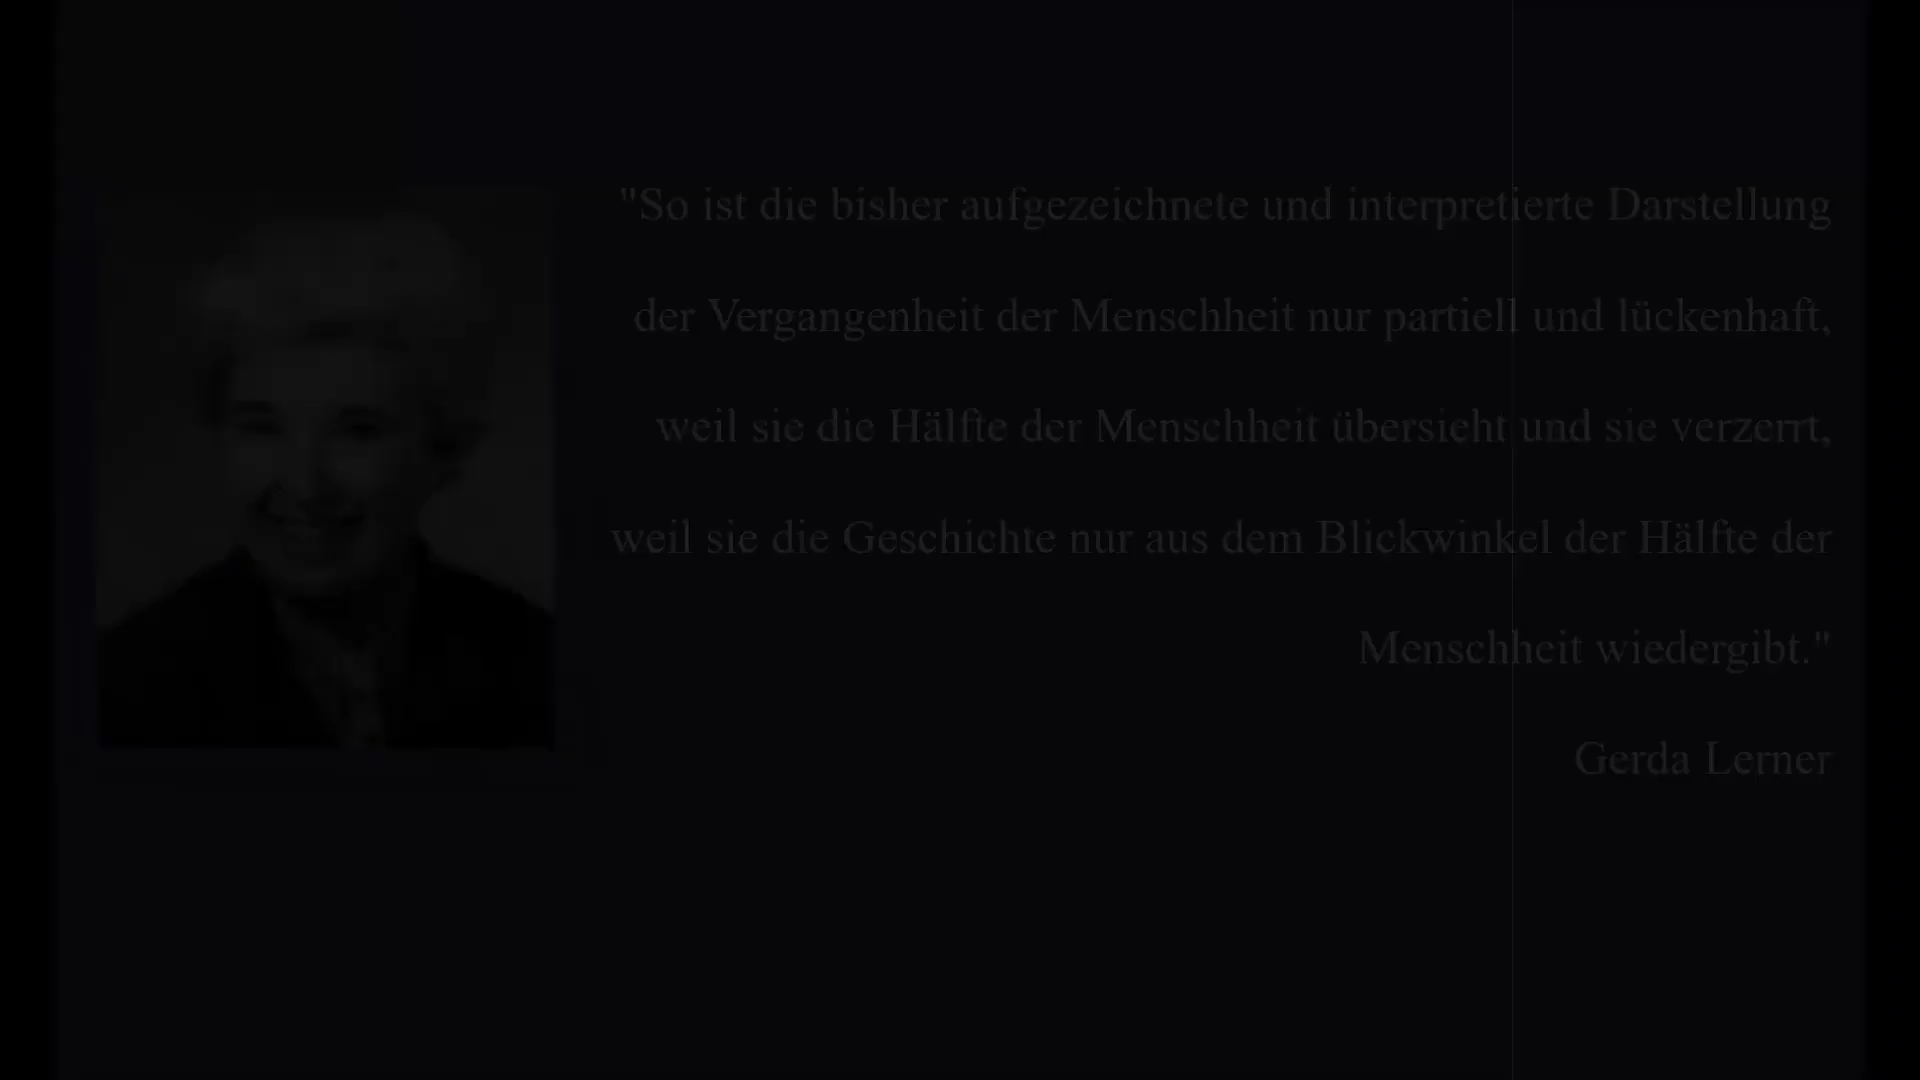 "So ist die bisher aufgezeichnete und interpretierte Darstellung
der Vergangenheit der Menschheit nur partiell und lückenhaft,
weil sie die Hälfte der Menschheit übersieht und sie verzerrt,
weil sie die Geschichte nur aus dem Blickwinkel der Hälfte der
Menschheit wiedergibt."
Gerda Lerner